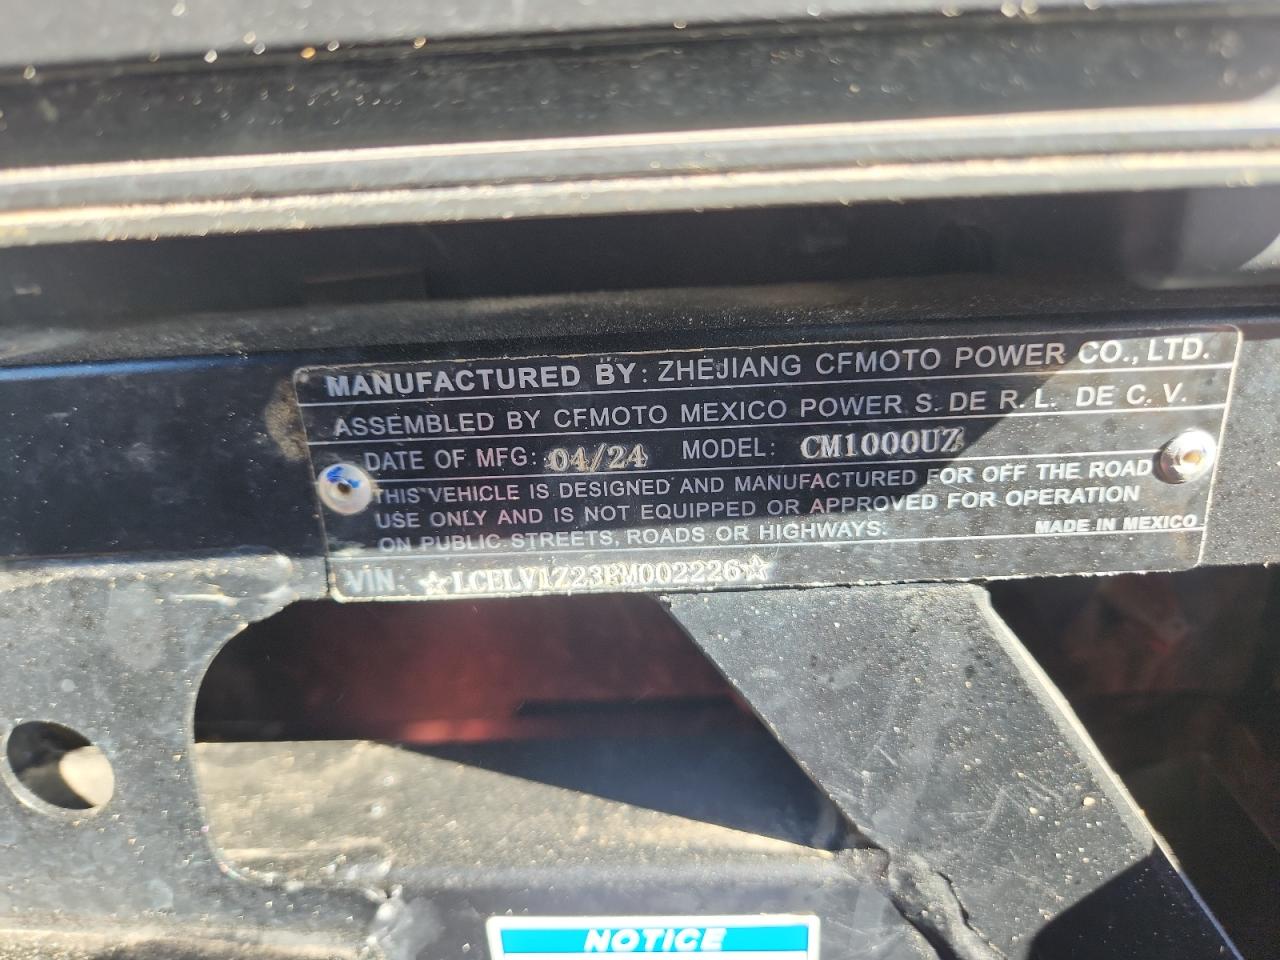 MANUFACTURED BY: ZHEJIANG CFMOTO POWER CO., LTD.
ASSEMBLED BY CFMOTO MEXICO POWER S. DE R. L. DE C. V.
DATE OF MFG: 04/24 MODEL: CM1000UZ
THIS VEHICLE IS DESIGNED AND MANUFACTURED FOR OFF THE ROAD
USE ONLY AND IS NOT EQUIPPED OR APPROVED FOR OPERATION
ON PUBLIC STREETS, ROADS OR HIGHWAYS.
MADE IN MEXICO
VIN:
NOTICE